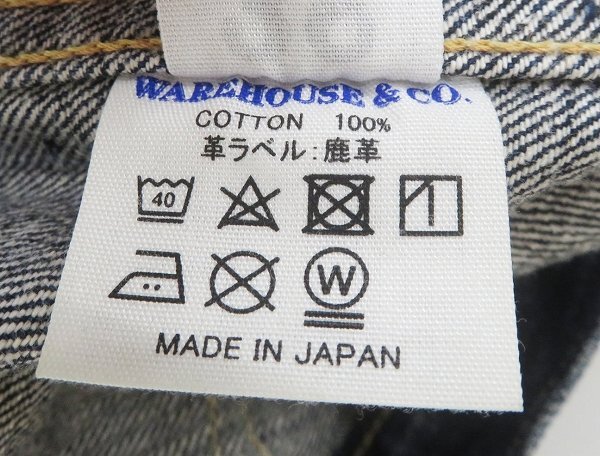 WAREHOUSE & CO.
COTTON 100%
革ラベル:鹿革
40
W
MADE IN JAPAN